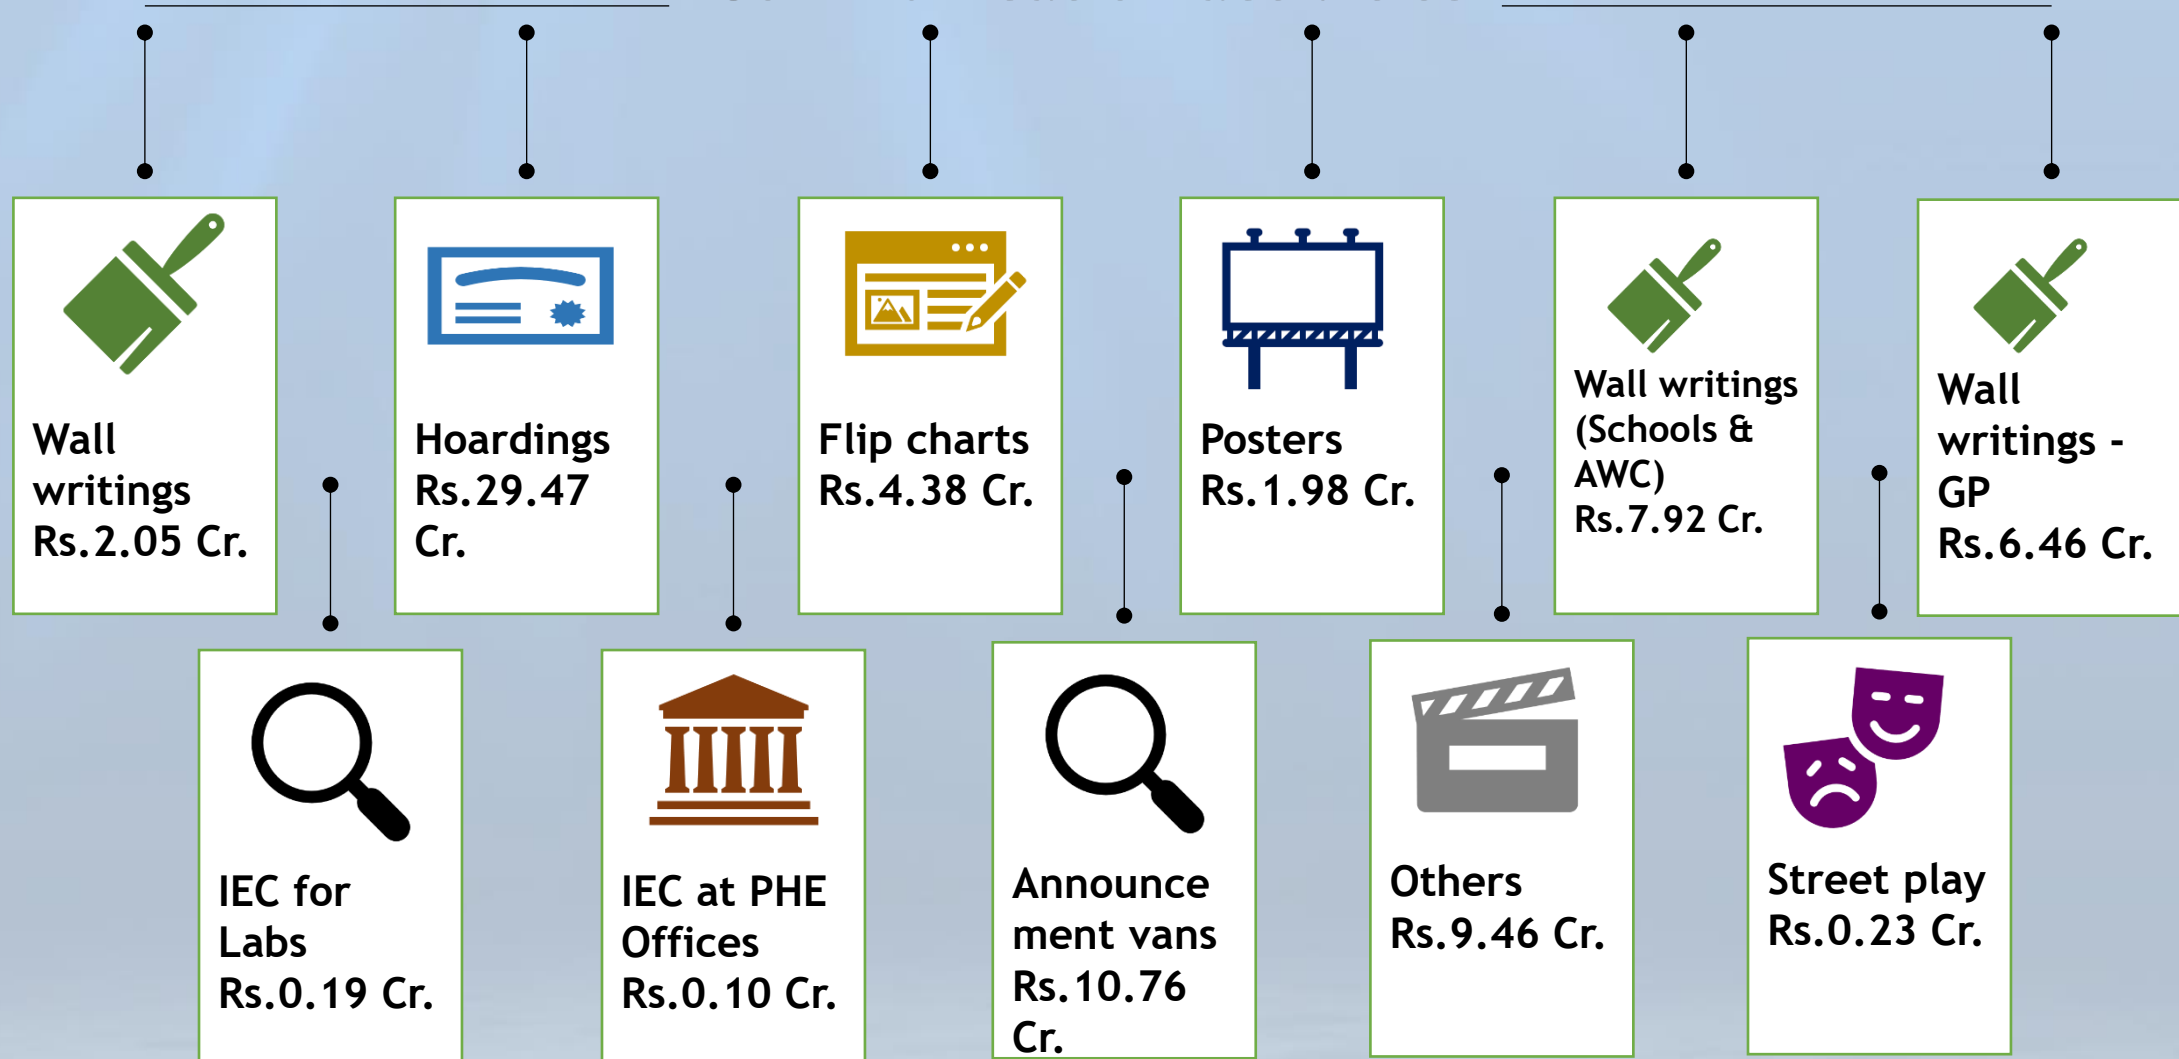 Wall
writings
Rs.2.05 Cr.
Hoardings
Rs.29.47
Cr.
Flip charts
Rs.4.38 Cr.
Posters
Rs.1.98 Cr.
Wall writings
(Schools &
AWC)
Rs.7.92 Cr.
Wall
writings -
GP
Rs.6.46 Cr.
IEC for
Labs
Rs.0.19 Cr.
IEC at PHE
Offices
Rs.0.10 Cr.
Announce
ment vans
Rs.10.76
Cr.
Others
Rs.9.46 Cr.
Street play
Rs.0.23 Cr.